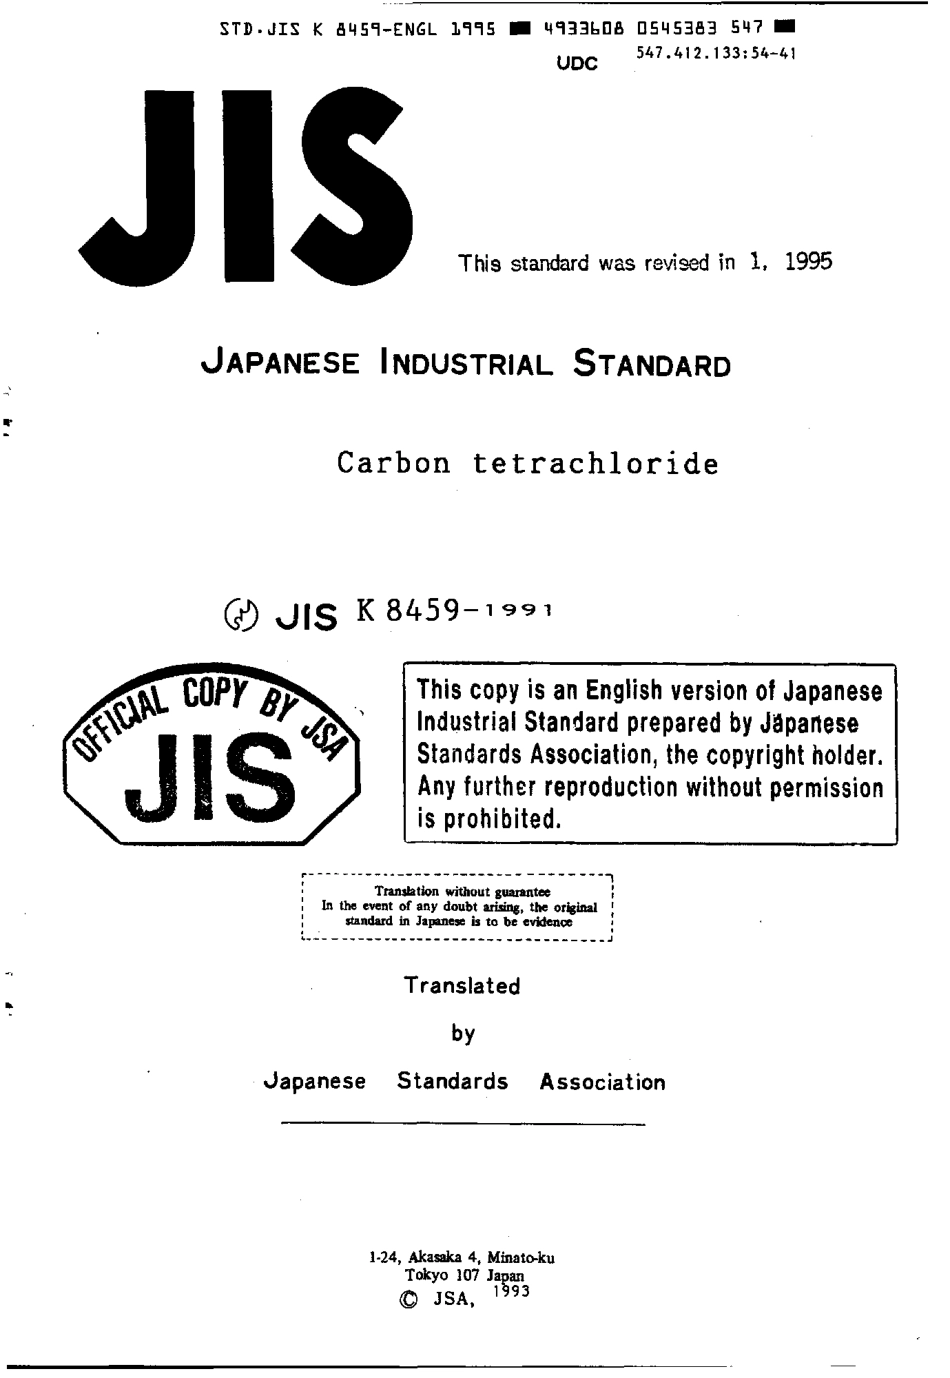 STD.JIS K 8459-ENGL 1995 ■ 4933608 0545383 547 ■
UDC 547.412.133:54-41
JIS
This standard was revised in 1, 1995
JAPANESE INDUSTRIAL STANDARD
Carbon tetrachloride
JIS K 8459-1991
OFFICIAL COPY BY JSA
JIS
This copy is an English version of Japanese
Industrial Standard prepared by Japanese
Standards Association, the copyright holder.
Any further reproduction without permission
is prohibited.
Translation without guarantee
In the event of any doubt arising, the original
standard in Japanese is to be evidence
Translated
by
Japanese Standards Association
1-24, Akasaka 4, Minato-ku
Tokyo 107 Japan
© JSA, 1993